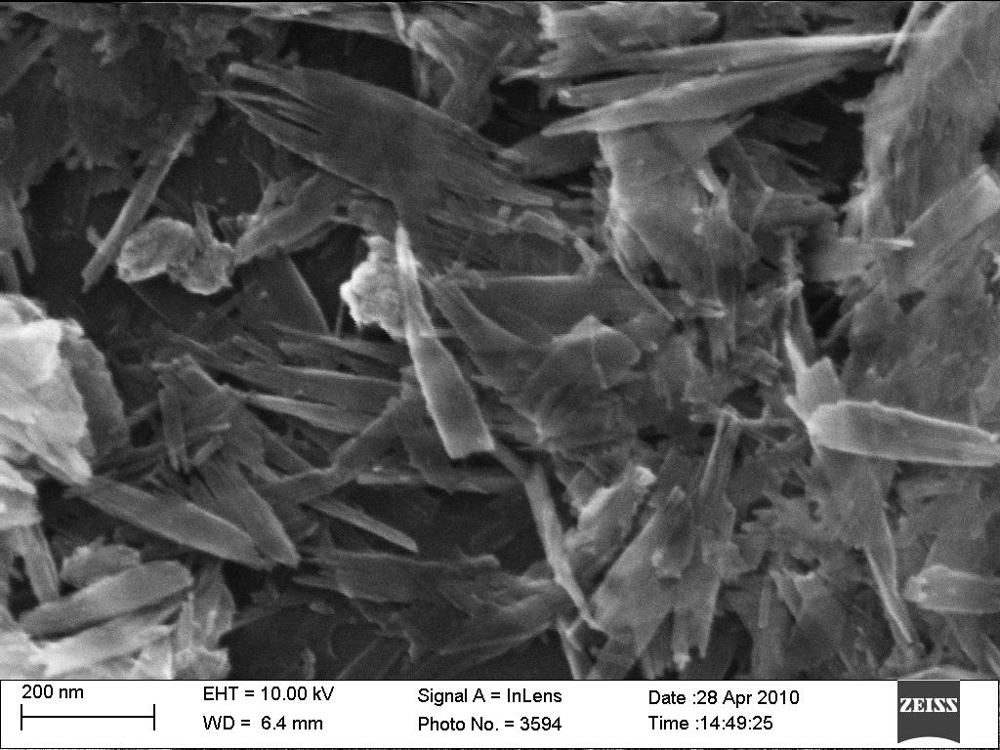 200 nm
EHT = 10.00 kV
Signal A = InLens
Date :28 Apr 2010
ZEISS
WD = 6.4 mm
Photo No. = 3594
Time :14:49:25